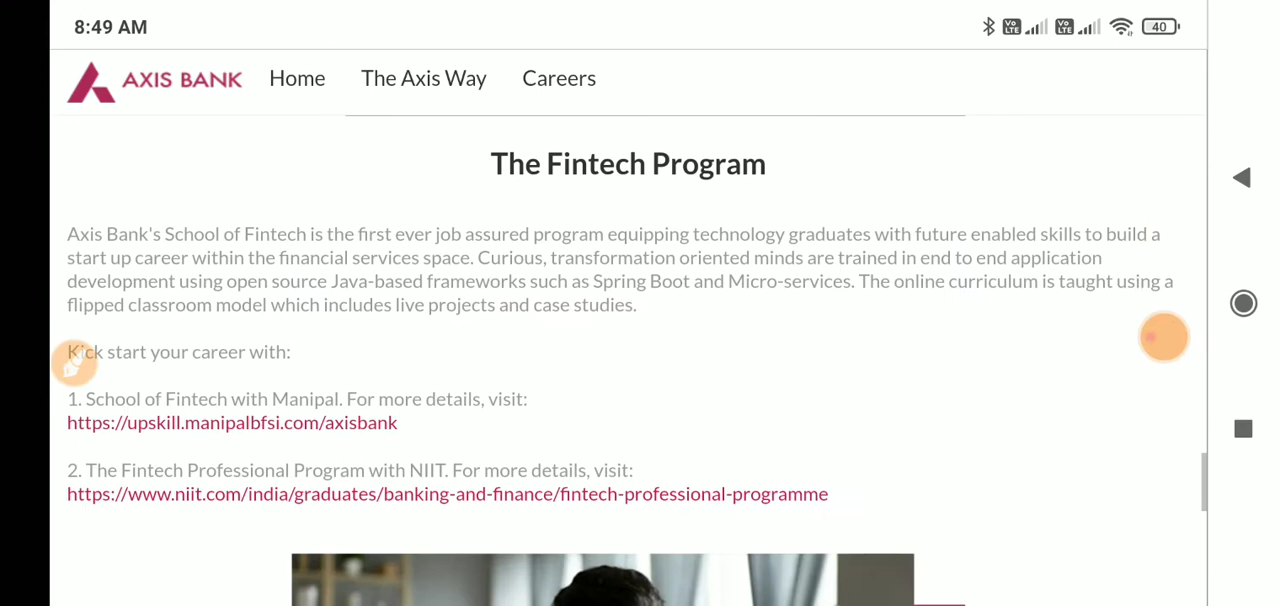 8:49 AM
Vo LTE Vo LTE 40
AXIS BANK Home The Axis Way Careers
The Fintech Program
Axis Bank's School of Fintech is the first ever job assured program equipping technology graduates with future enabled skills to build a
start up career within the financial services space. Curious, transformation oriented minds are trained in end to end application
development using open source Java-based frameworks such as Spring Boot and Micro-services. The online curriculum is taught using a
flipped classroom model which includes live projects and case studies.
Kick start your career with:
1. School of Fintech with Manipal. For more details, visit:
https://upskill.manipalbfsi.com/axisbank
2. The Fintech Professional Program with NIIT. For more details, visit:
https://www.niit.com/india/graduates/banking-and-finance/fintech-professional-programme